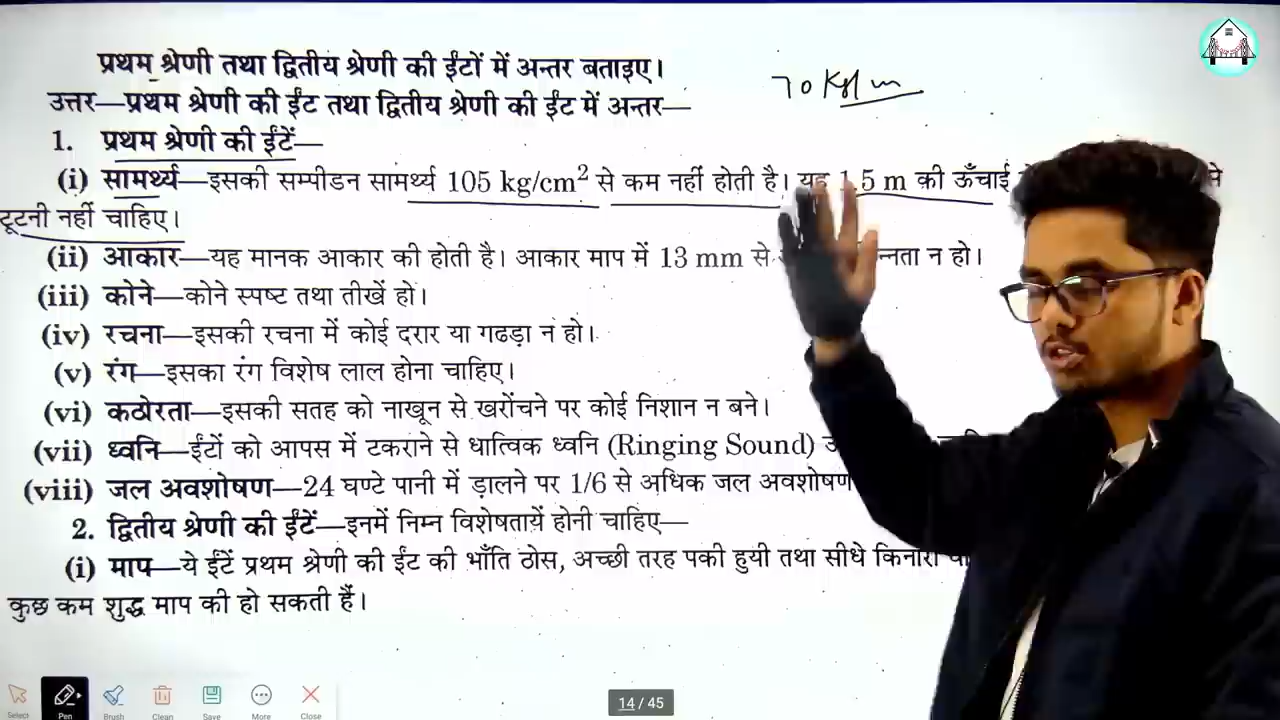 प्रथम श्रेणी तथा द्वितीय श्रेणी की ईंटों में अन्तर बताइए।
70 Kg/ m
उत्तर—प्रथम श्रेणी की ईंट तथा द्वितीय श्रेणी की ईंट में अन्तर—
1. प्रथम श्रेणी की ईंटें—
(i) सामर्थ्य—इसकी सम्पीडन सामर्थ्य 105 kg/cm² से कम नहीं होती है। यह 1.5 m की ऊँचाई से
टूटनी नहीं चाहिए।
(ii) आकार—यह मानक आकार की होती है। आकार माप में 13 mm से न हो।
(iii) कोने—कोने स्पष्ट तथा तीखें हो।
(iv) रचना—इसकी रचना में कोई दरार या गढड़ा न हो।
(v) रंग—इसका रंग विशेष लाल होना चाहिए।
(vi) कठोरता—इसकी सतह को नाखून से खरोंचने पर कोई निशान न बने।
(vii) ध्वनि—ईंटों को आपस में टकराने से धात्विक ध्वनि (Ringing Sound)
(viii) जल अवशोषण—24 घण्टे पानी में ड़ालने पर 1/6 से अधिक जल अवशोषण
2. द्वितीय श्रेणी की ईंटें—इनमें निम्न विशेषतायें होनी चाहिए—
(i) माप—ये ईंटें प्रथम श्रेणी की ईंट की भाँति ठोस, अच्छी तरह पकी हुयी तथा सीधे
कुछ कम शुद्ध माप की हो सकती हैं।
Select Pen Brush Clean Save More Close
14 / 45